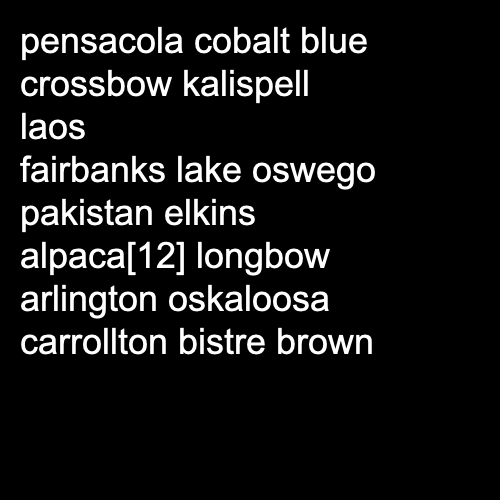 pensacola cobalt blue
crossbow kalispell
laos
fairbanks lake oswego
pakistan elkins
alpaca[12] longbow
arlington oskaloosa
carrollton bistre brown